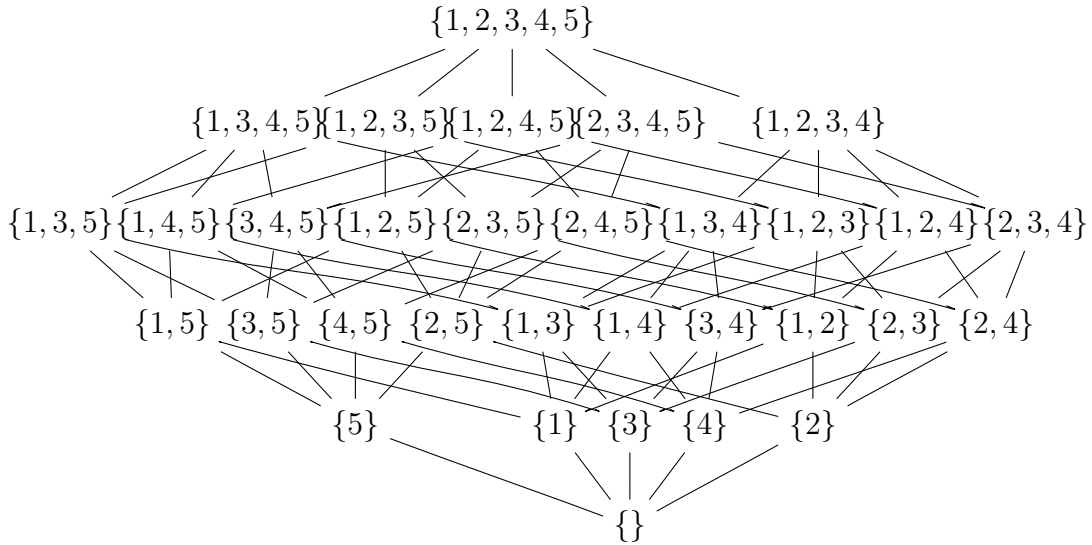 {1, 2, 3, 4, 5}
{1, 3, 4, 5} {1, 2, 3, 5} {1, 2, 4, 5} {2, 3, 4, 5} {1, 2, 3, 4}
{1, 3, 5} {1, 4, 5} {3, 4, 5} {1, 2, 5} {2, 3, 5} {2, 4, 5} {1, 3, 4} {1, 2, 3} {1, 2, 4} {2, 3, 4}
{1, 5} {3, 5} {4, 5} {2, 5} {1, 3} {1, 4} {3, 4} {1, 2} {2, 3} {2, 4}
{5} {1} {3} {4} {2}
{}